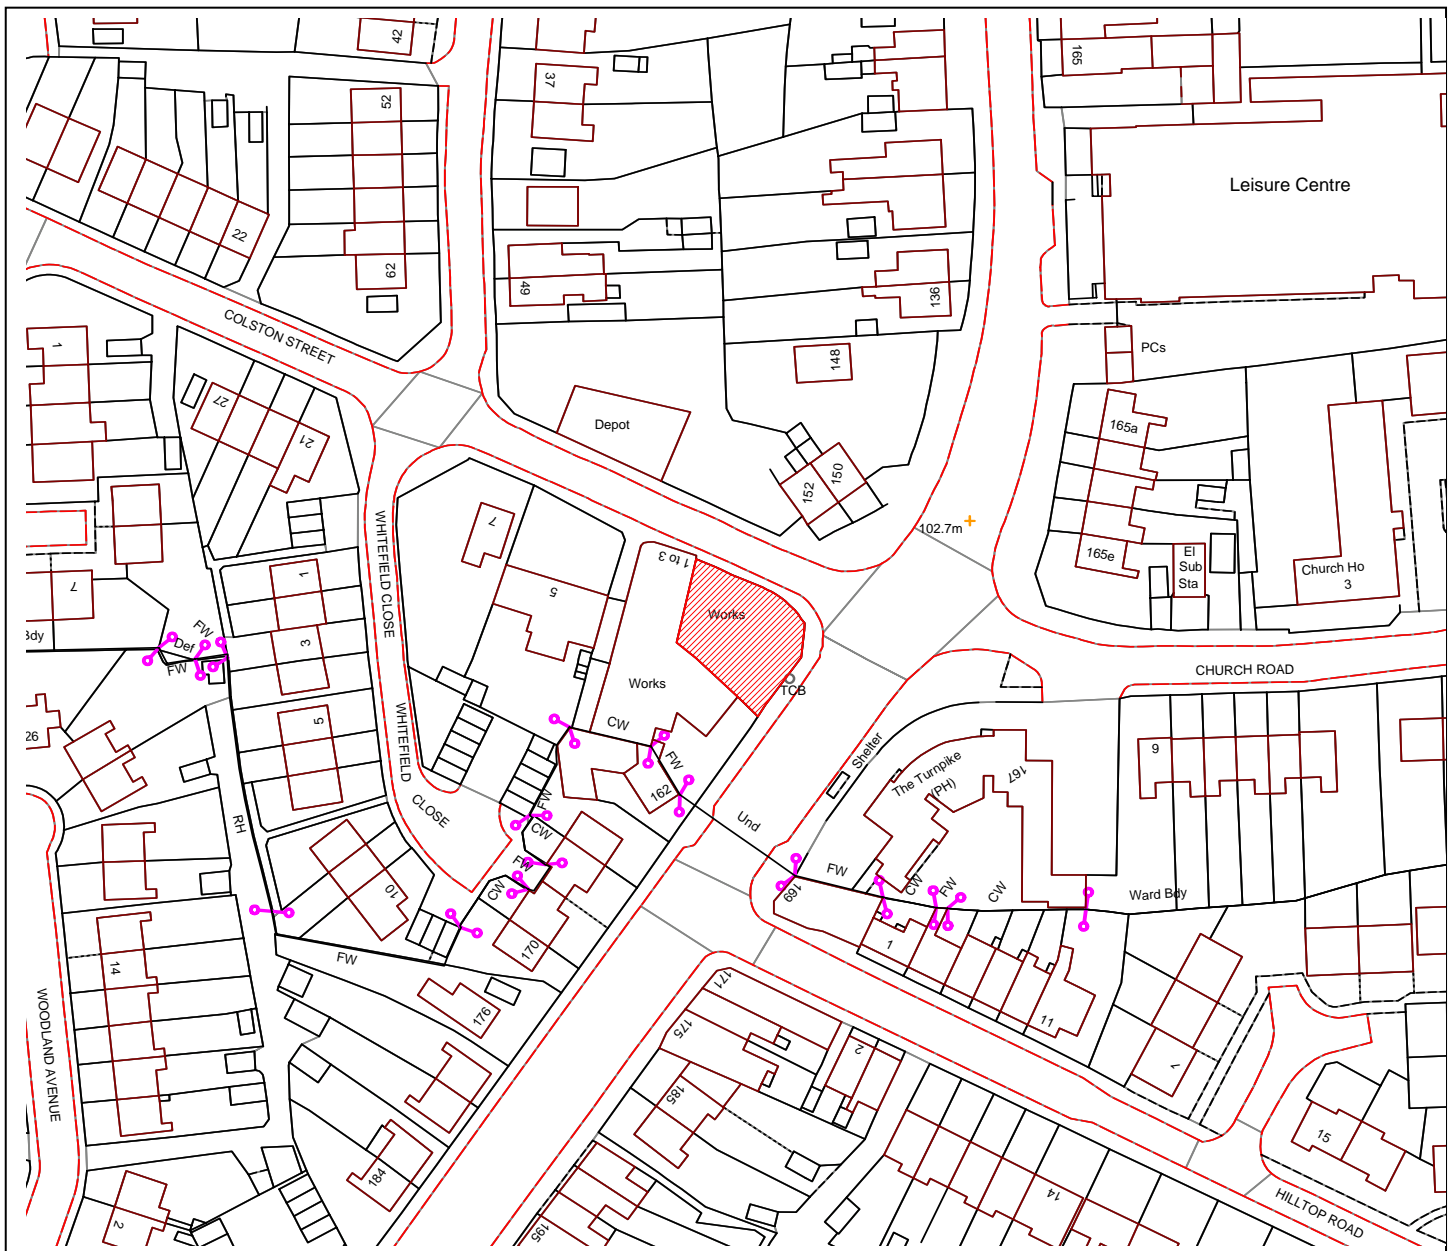 42
165
52
37
Leisure Centre
22
62
49
136
COLSTON STREET
1
148
PCs
27
21
Depot
165a
152
150
7
102.7m
1 to 3
WHITEFIELD CLOSE
165e
El
Sub
Sta
Church Ho
3
7
1
5
Works
FW
Def
FW
Bdy
3
Works
TCB
CHURCH ROAD
26
5
WHITEFIELD
CLOSE
CW
FW
162
Shelter
The Turnpike
(PH)
167
9
RH
FW
CW
Und
FW
CW
10
FW
169
CW
FW
CW
Ward Bdy
14
FW
170
1
176
171
11
WOODLAND AVENUE
175
2
185
1
15
184
14
2
195
HILLTOP ROAD